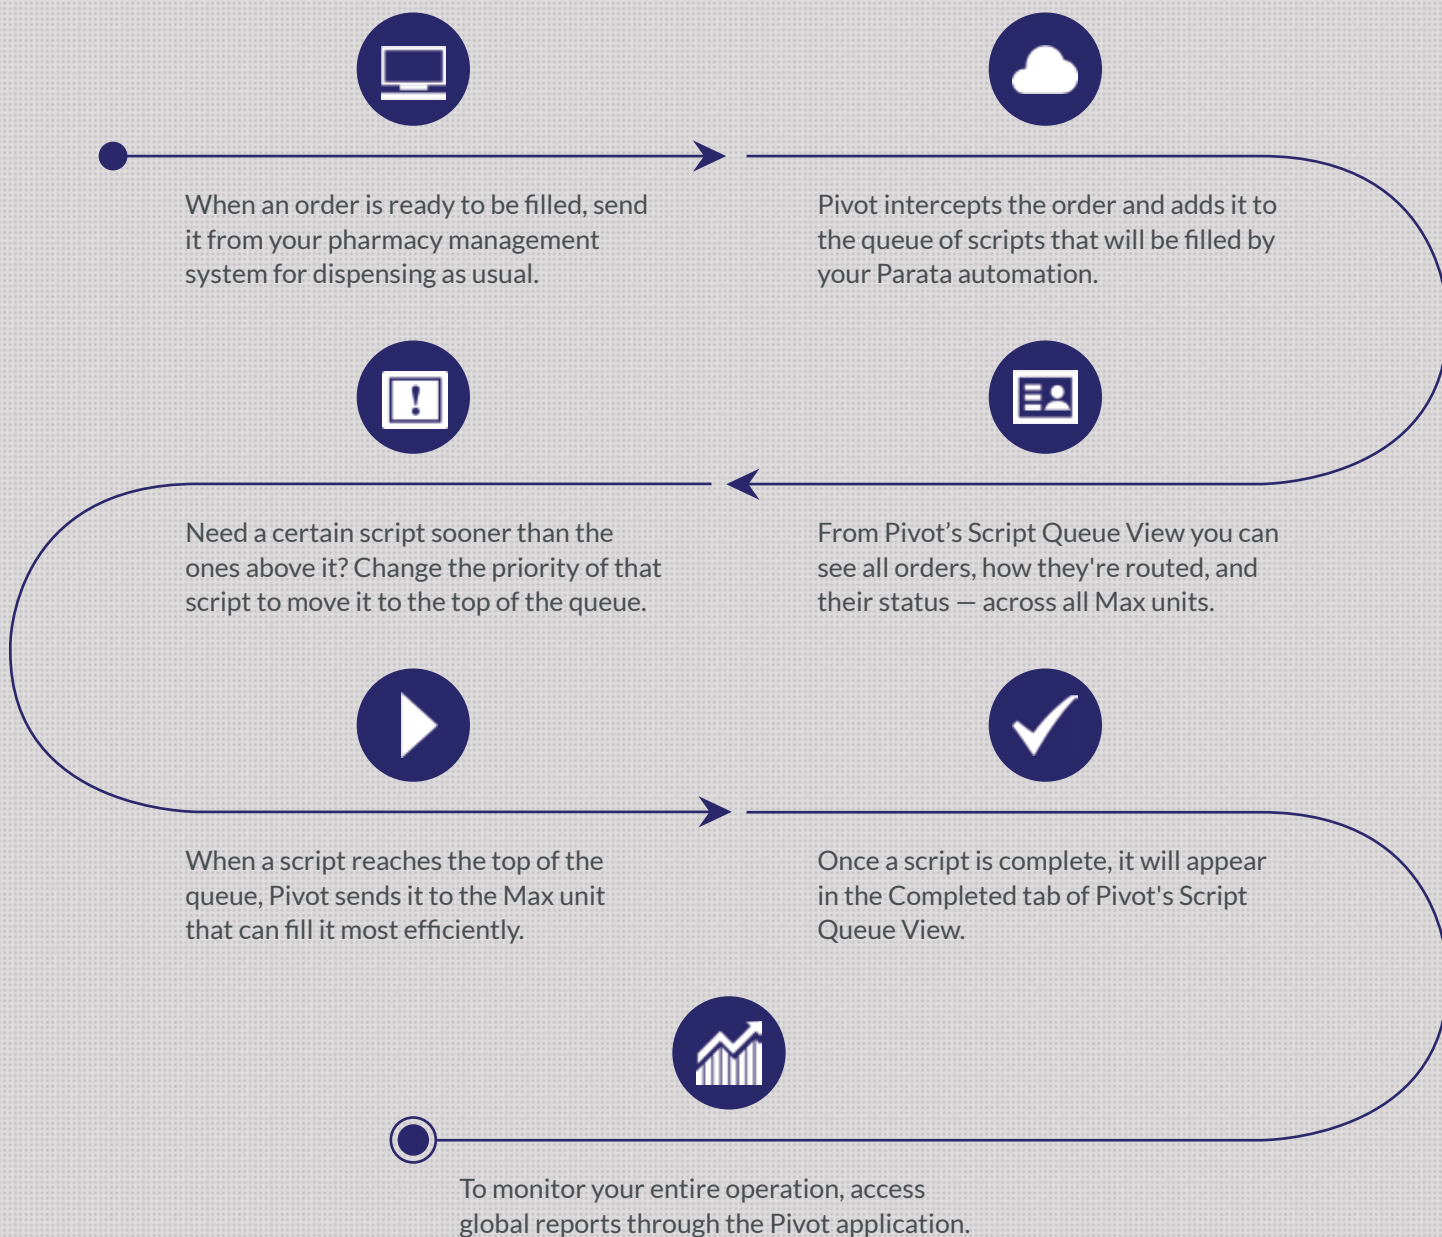 When an order is ready to be filled, send
it from your pharmacy management
system for dispensing as usual.
Pivot intercepts the order and adds it to
the queue of scripts that will be filled by
your Parata automation.
From Pivot’s Script Queue View you can
see all orders, how they're routed, and
their status — across all Max units.
Need a certain script sooner than the
ones above it? Change the priority of that
script to move it to the top of the queue.
When a script reaches the top of the
queue, Pivot sends it to the Max unit
that can fill it most efficiently.
Once a script is complete, it will appear
in the Completed tab of Pivot's Script
Queue View.
To monitor your entire operation, access
global reports through the Pivot application.